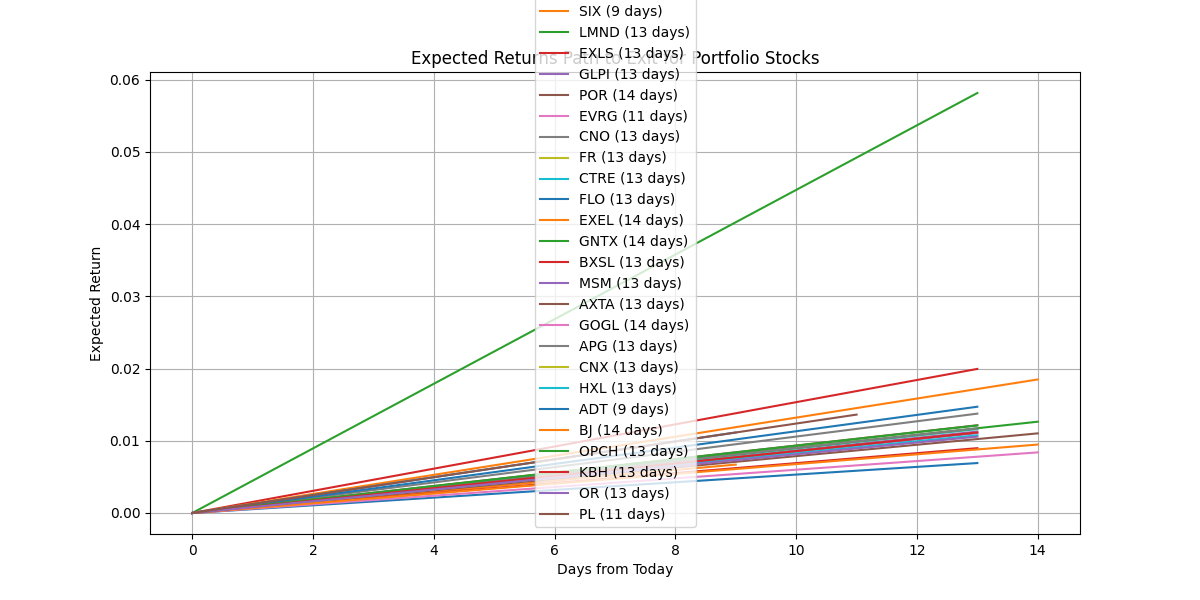 SIX (9 days)
LMND (13 days)
EXLS (13 days)
Expected Returns Path to Exit for Portfolio Stocks
GLPI (13 days)
POR (14 days)
EVRG (11 days)
CNO (13 days)
FR (13 days)
CTRE (13 days)
FLO (13 days)
EXEL (14 days)
GNTX (14 days)
BXSL (13 days)
MSM (13 days)
AXTA (13 days)
GOGL (14 days)
APG (13 days)
CNX (13 days)
HXL (13 days)
ADT (9 days)
BJ (14 days)
OPCH (13 days)
KBH (13 days)
OR (13 days)
PL (11 days)
0.06
0.05
0.04
0.03
0.02
0.01
0.00
Expected Return
0 2 4 6 8 10 12 14
Days from Today